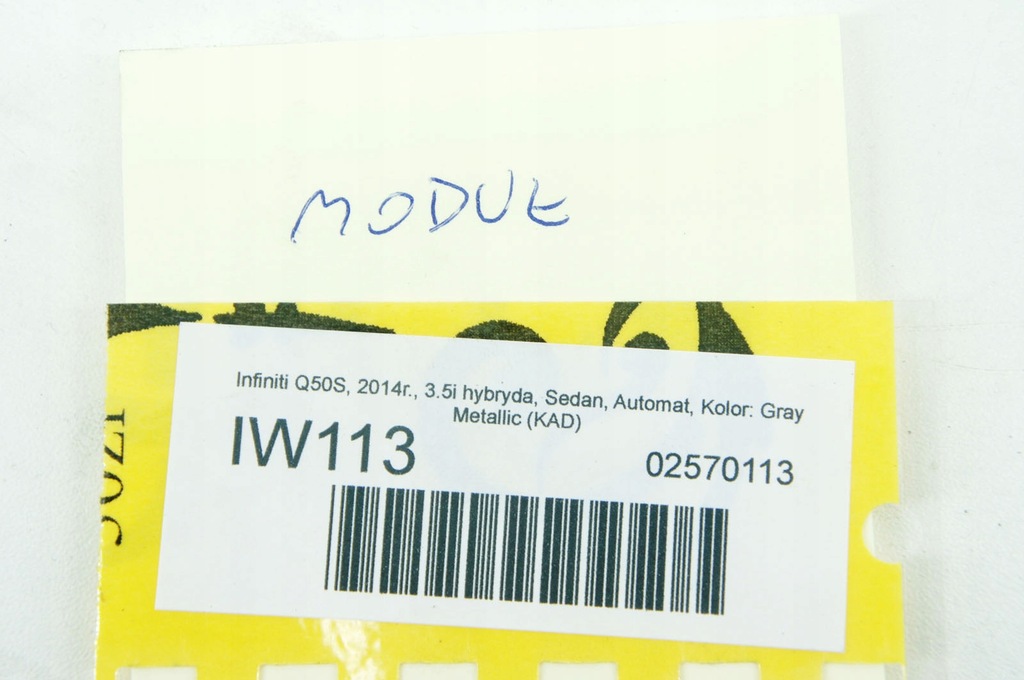 MODUE
Infiniti Q50S, 2014r., 3.5i hybryda, Sedan, Automat, Kolor: Gray
Metallic (KAD)
IW113
02570113